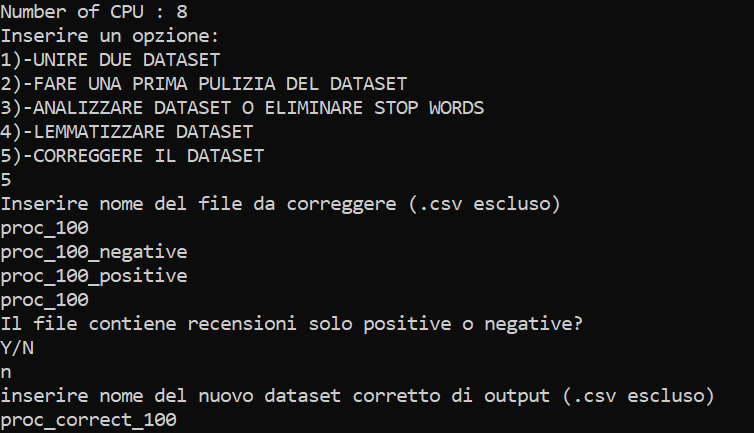 Number of CPU : 8
Inserire un opzione:
1)-UNIRE DUE DATASET
2)-FARE UNA PRIMA PULIZIA DEL DATASET
3)-ANALIZZARE DATASET O ELIMINARE STOP WORDS
4)-LEMMATIZZARE DATASET
5)-CORREGGERE IL DATASET
5
Inserire nome del file da correggere (.csv escluso)
proc_100
proc_100_negative
proc_100_positive
proc_100
Il file contiene recensioni solo positive o negative?
Y/N
n
inserire nome del nuovo dataset corretto di output (.csv escluso)
proc_correct_100